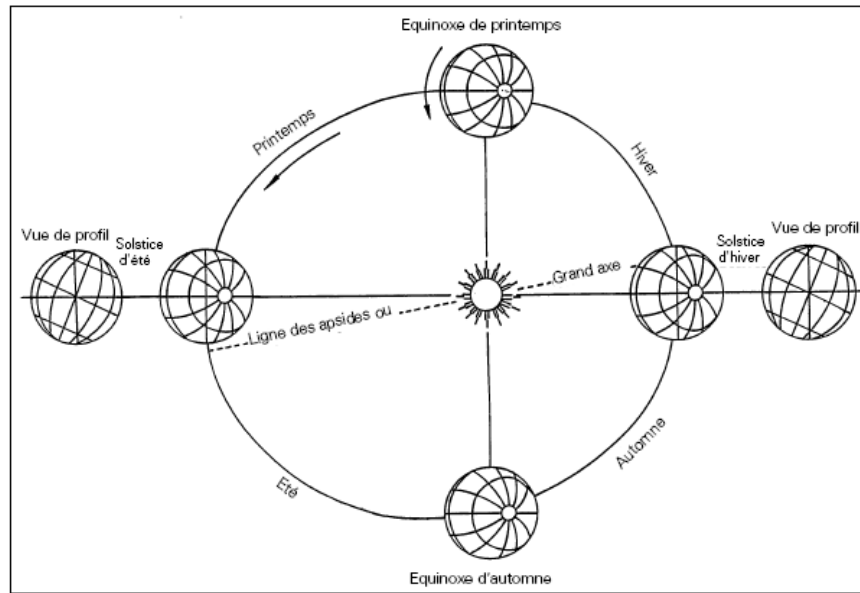 Equinoxe de printemps
Printemps
Hiver
Vue de profil
Solstice
d'été
Solstice
d'hiver
Vue de profil
Grand axe
Ligne des apsides ou
Eté
Automne
Equinoxe d'automne